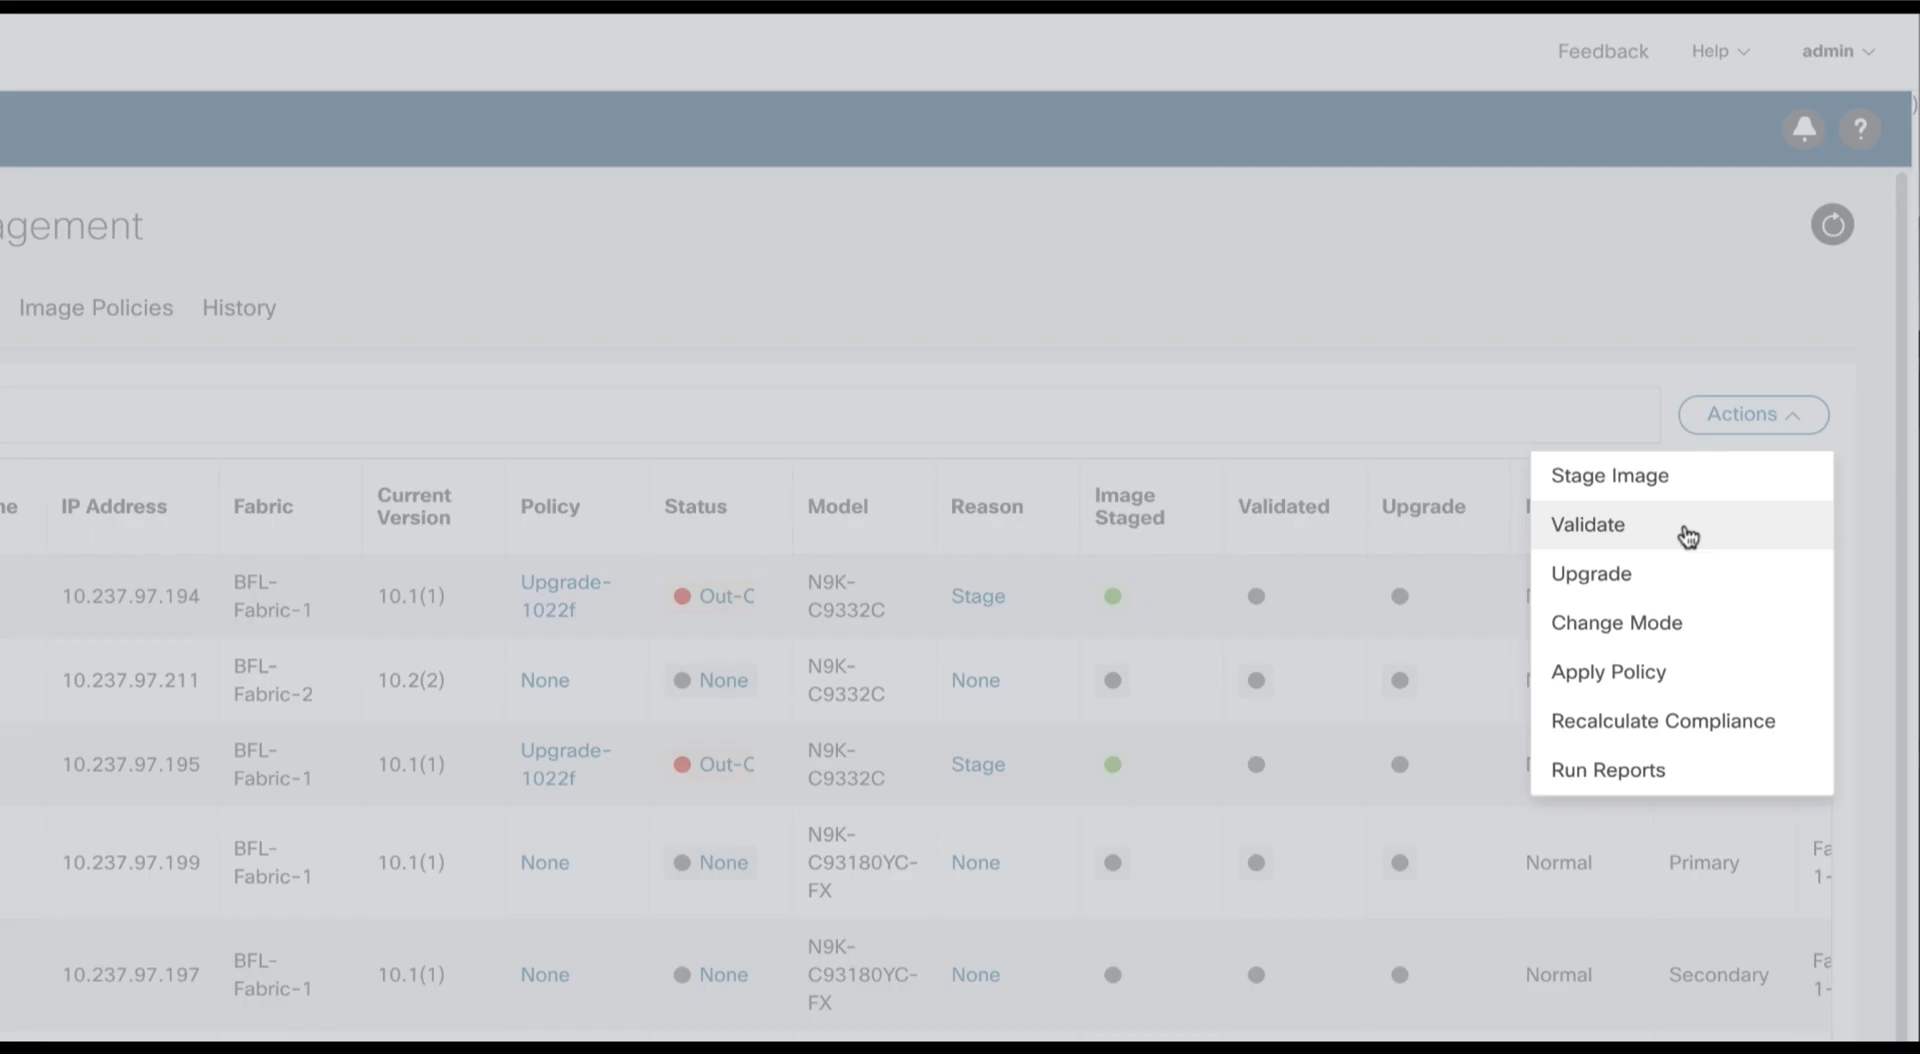 Feedback Help admin
?
agement
Image Policies History
Actions
Stage Image
Validate
Upgrade
Change Mode
Apply Policy
Recalculate Compliance
Run Reports
ne IP Address Fabric Current Version Policy Status Model Reason Image Staged Validated Upgrade
10.237.97.194 BFL-Fabric-1 10.1(1) Upgrade-1022f Out-C N9K-C9332C Stage
10.237.97.211 BFL-Fabric-2 10.2(2) None None N9K-C9332C None
10.237.97.195 BFL-Fabric-1 10.1(1) Upgrade-1022f Out-C N9K-C9332C Stage
10.237.97.199 BFL-Fabric-1 10.1(1) None None N9K-C93180YC-FX None Normal Primary Fa 1-
10.237.97.197 BFL-Fabric-1 10.1(1) None None N9K-C93180YC-FX None Normal Secondary Fa 1-